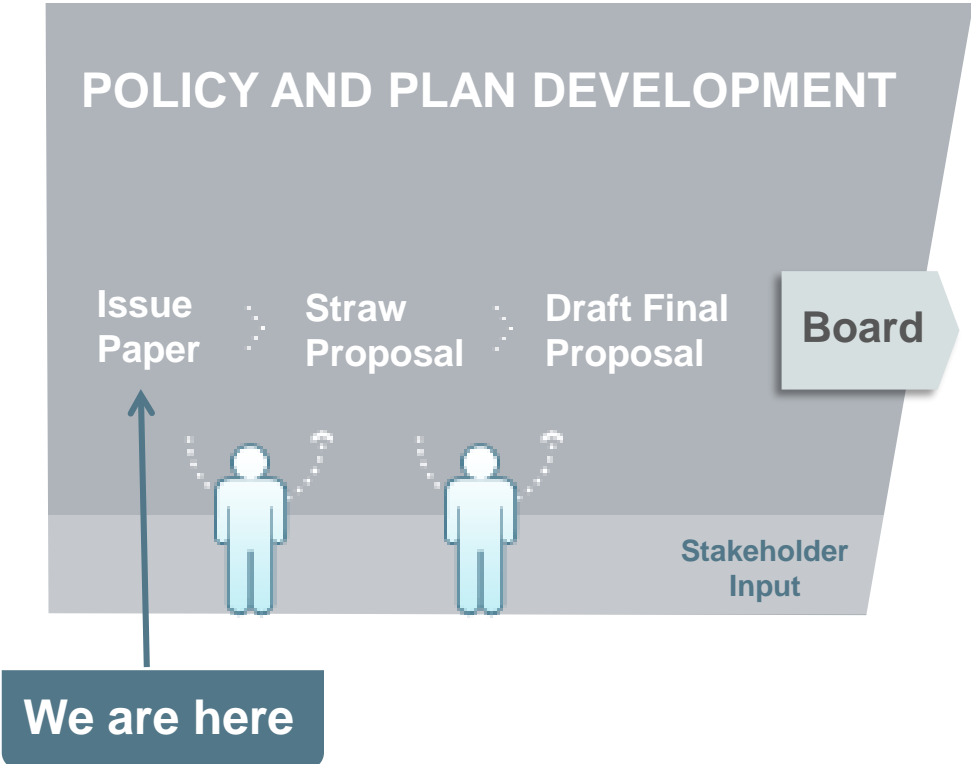 POLICY AND PLAN DEVELOPMENT
Issue
Paper
Straw
Proposal
Draft Final
Proposal
Board
Stakeholder
Input
We are here